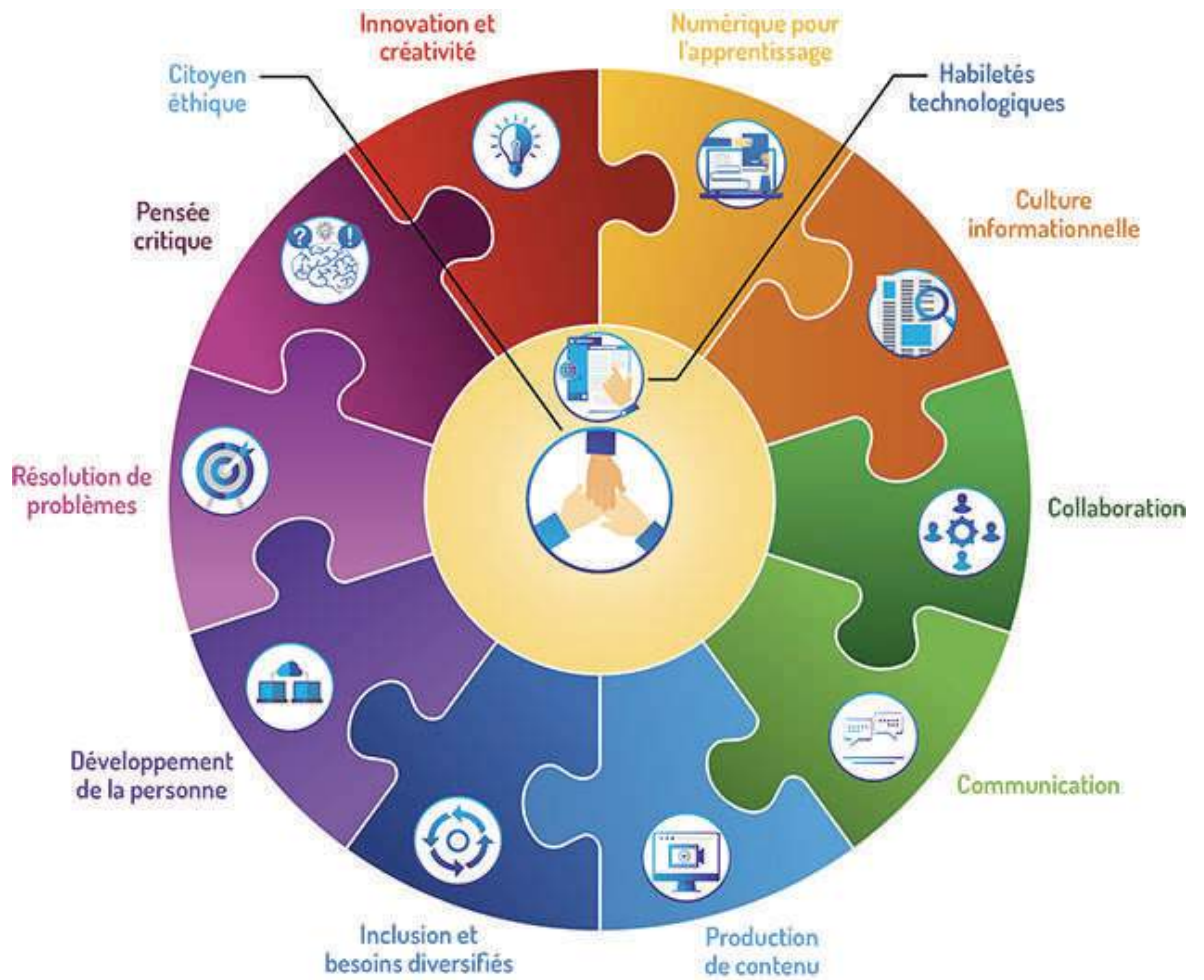 Innovation et
créativité
Numérique pour
l'apprentissage
Citoyen
éthique
Habiletés
technologiques
Pensée
critique
Culture
informationnelle
Résolution de
problèmes
Collaboration
Développement
de la personne
Communication
Inclusion et
besoins diversifiés
Production
de contenu